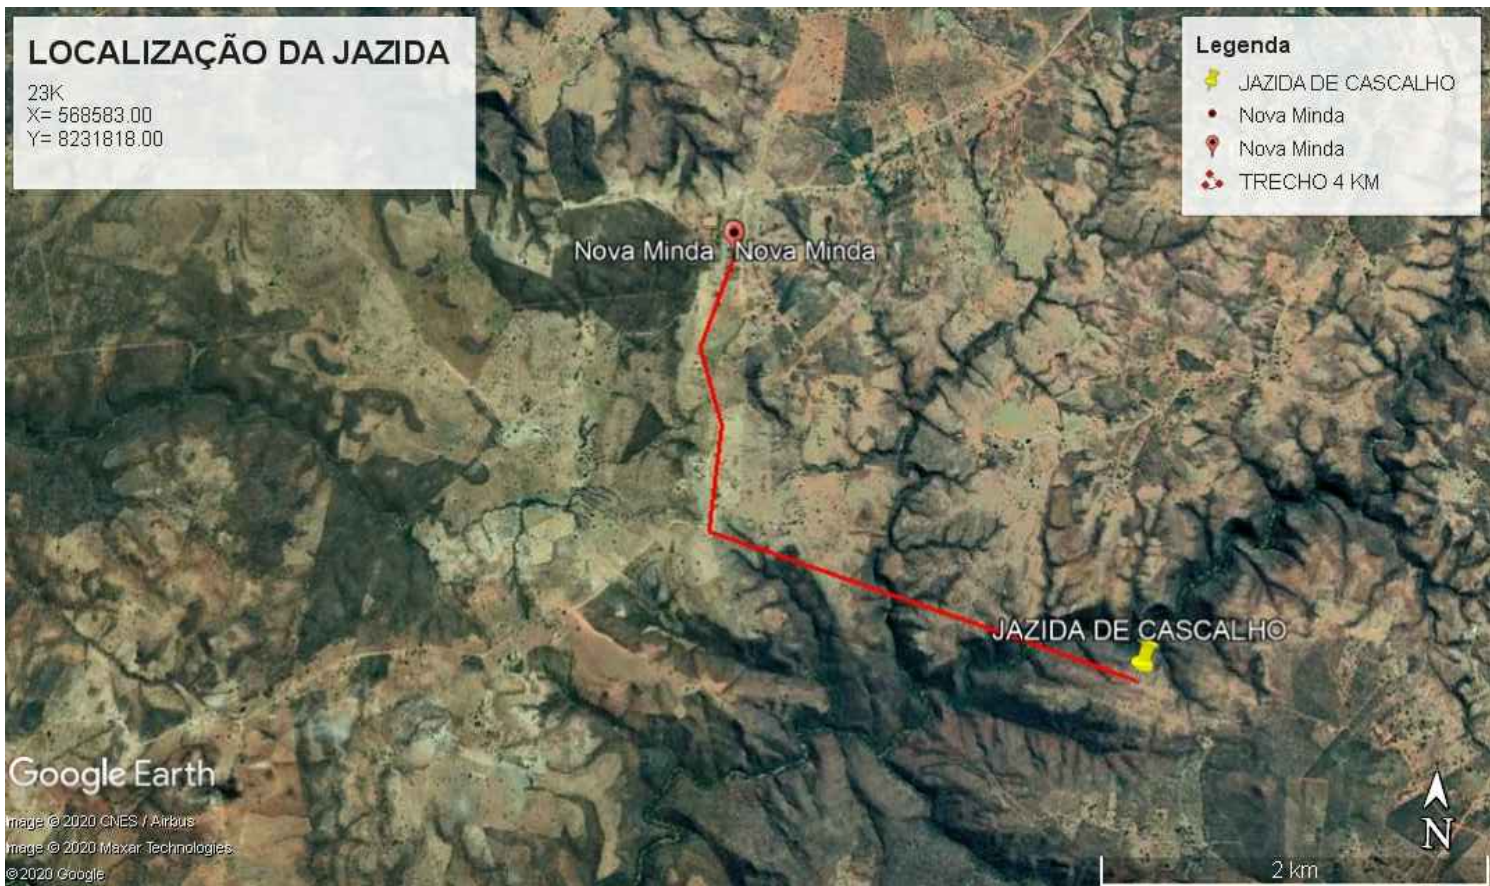 LOCALIZAÇÃO DA JAZIDA
23K
X= 568583.00
Y= 8231818.00
Legenda
JAZIDA DE CASCALHO
Nova Minda
Nova Minda
TRECHO 4 KM
Nova Minda Nova Minda
JAZIDA DE CASCALHO
Google Earth
mage © 2020 CNES / Airbus
mage © 2020 Maxar Technologies
© 2020 Google
N
2 km